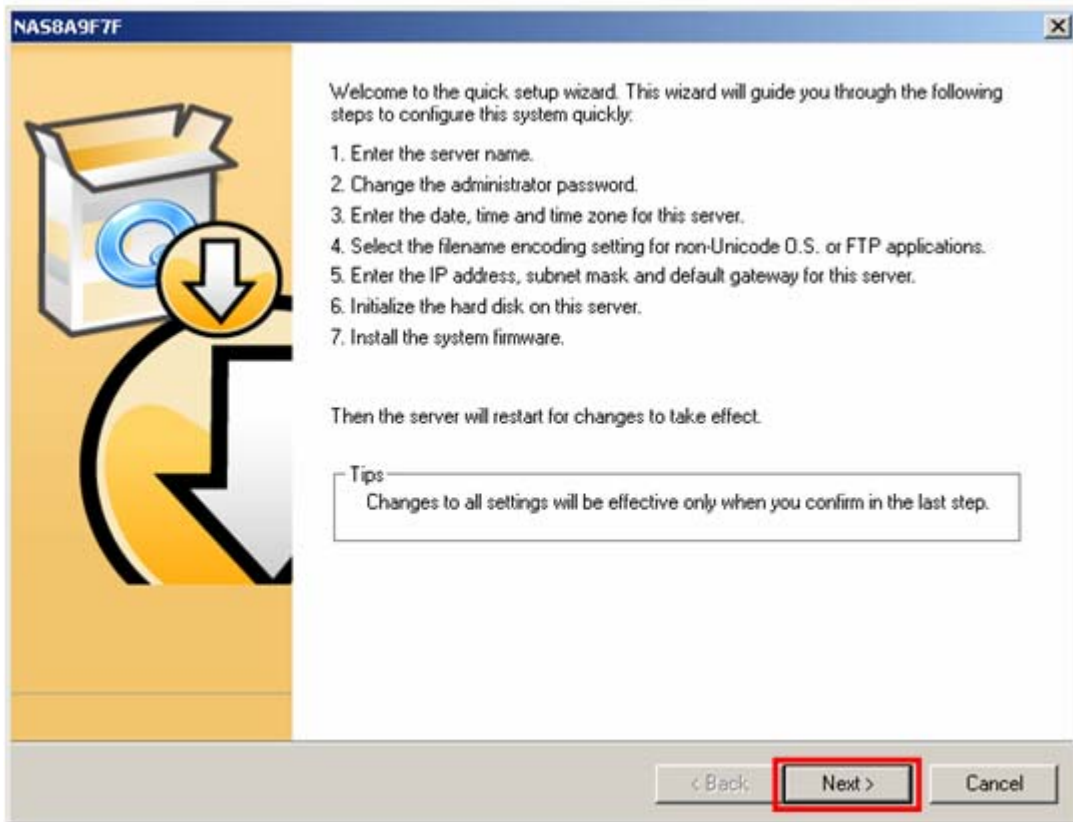 NAS8A9F7F
Welcome to the quick setup wizard. This wizard will guide you through the following
steps to configure this system quickly:
1. Enter the server name.
2. Change the administrator password.
3. Enter the date, time and time zone for this server.
4. Select the filename encoding setting for non-Unicode O.S. or FTP applications.
5. Enter the IP address, subnet mask and default gateway for this server.
6. Initialize the hard disk on this server.
7. Install the system firmware.
Then the server will restart for changes to take effect.
Tips
Changes to all settings will be effective only when you confirm in the last step.
< Back Next > Cancel